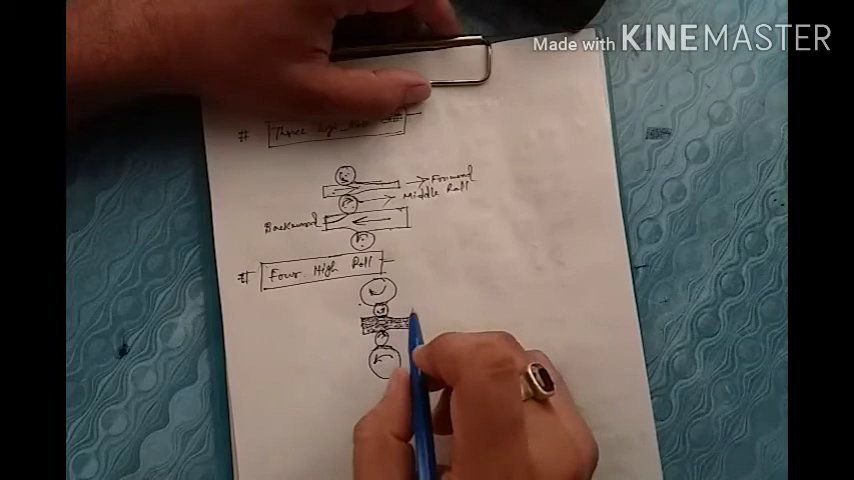 Made with KINEMASTER
# Three High Roll
Forward
Middle Roll
Backward
# Four High Roll